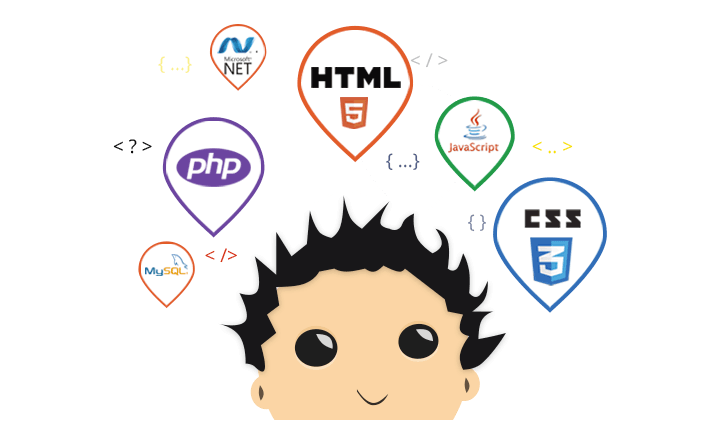 { ...}
Microsoft
.NET
HTML
5
< / >
< ? >
php
{ ...}
JavaScript
< .. >
MySQL
< />
{ }
CSS
3